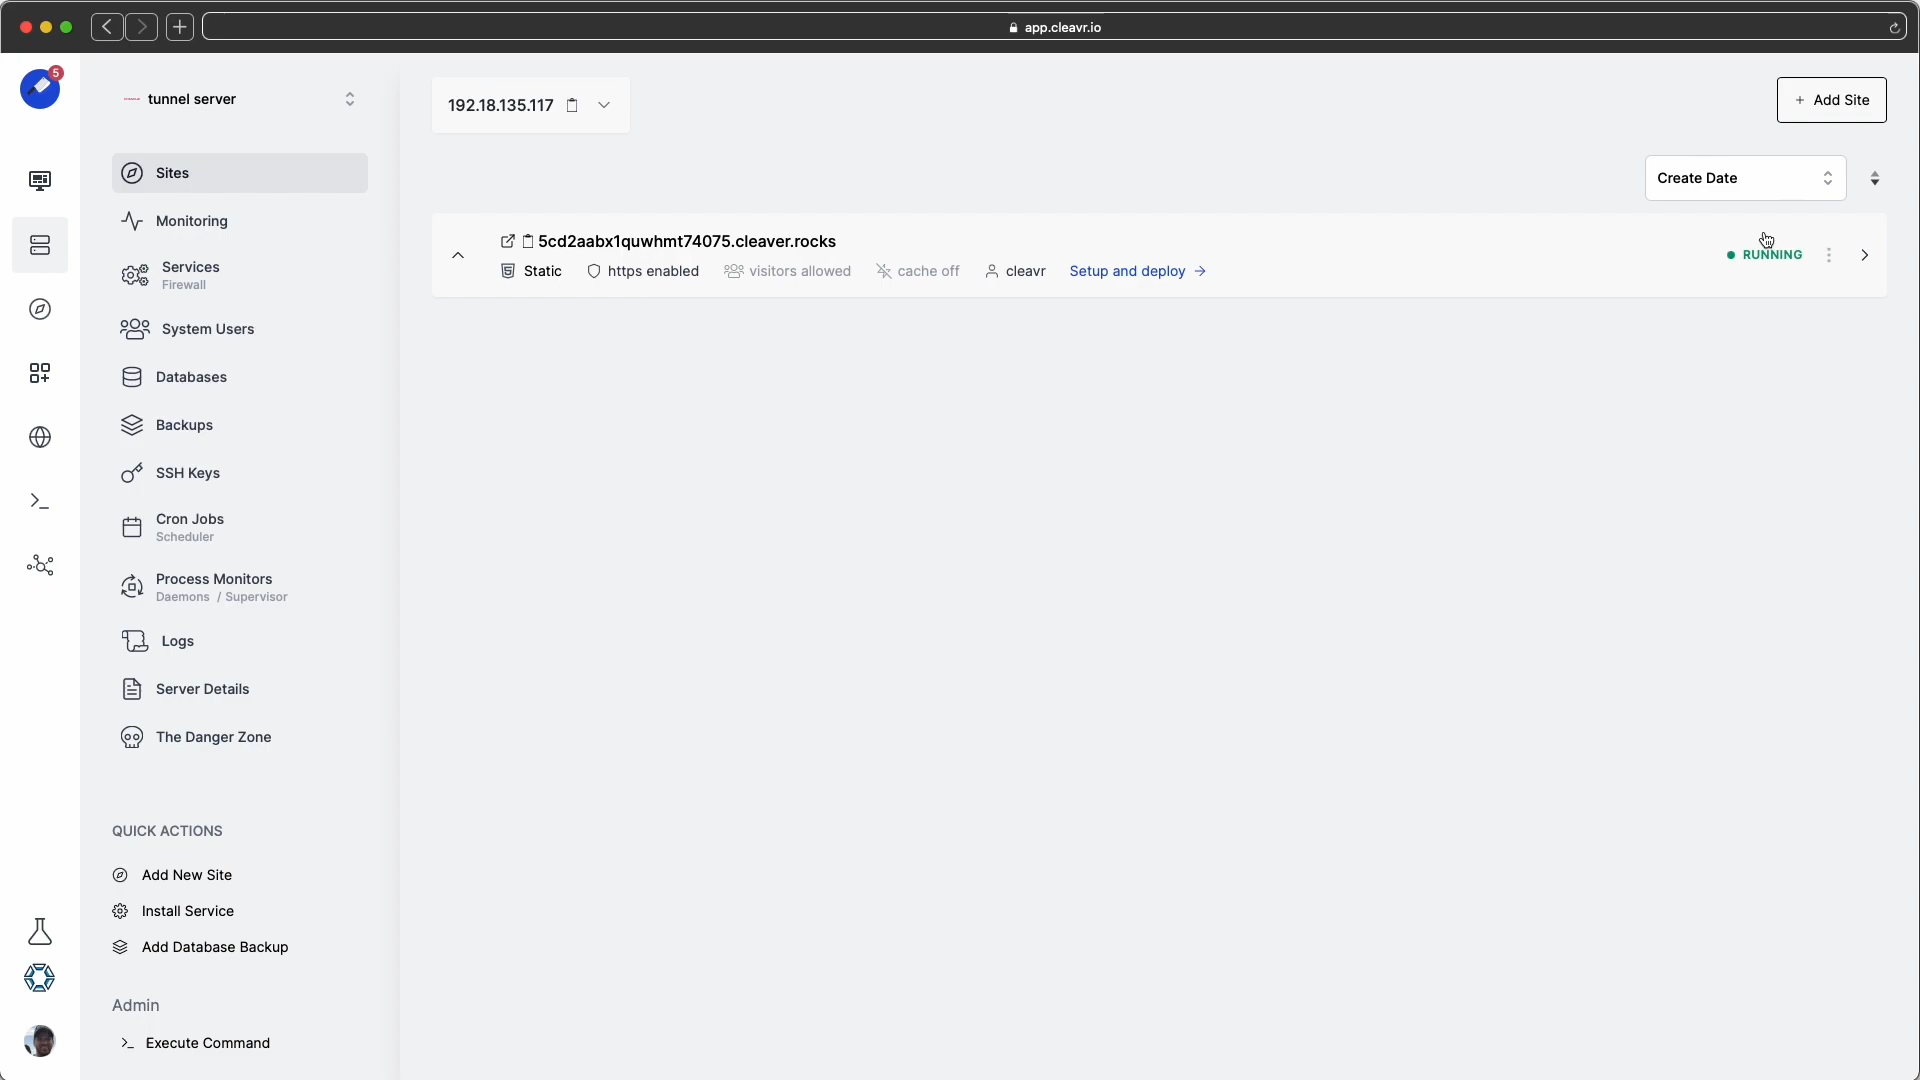 app.cleavr.io
5
tunnel server
192.18.135.117
+ Add Site
Sites
Create Date
Monitoring
5cd2aabx1quwhmt74075.cleaver.rocks
RUNNING
Static https enabled visitors allowed cache off cleavr Setup and deploy →
Services
Firewall
System Users
Databases
Backups
SSH Keys
Cron Jobs
Scheduler
Process Monitors
Daemons / Supervisor
Logs
Server Details
The Danger Zone
QUICK ACTIONS
Add New Site
Install Service
Add Database Backup
Admin
Execute Command